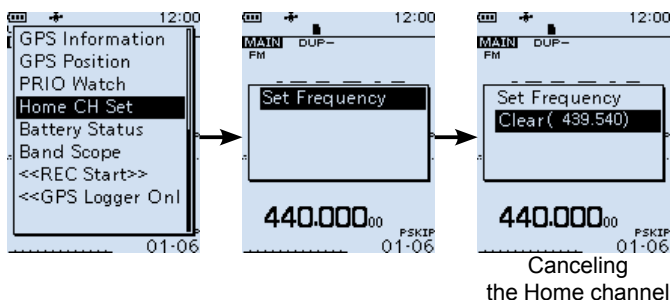 12:00
GPS Information
GPS Position
PRIO Watch
Home CH Set
Battery Status
Band Scope
<<REC Start>>
<<GPS Logger Onl
01-06
12:00
MAIN DUP–
FM
Set Frequency
440.00000
PSKIP
01-06
12:00
MAIN DUP–
FM
Set Frequency
Clear( 439.540)
440.00000
PSKIP
01-06
Canceling
the Home channel